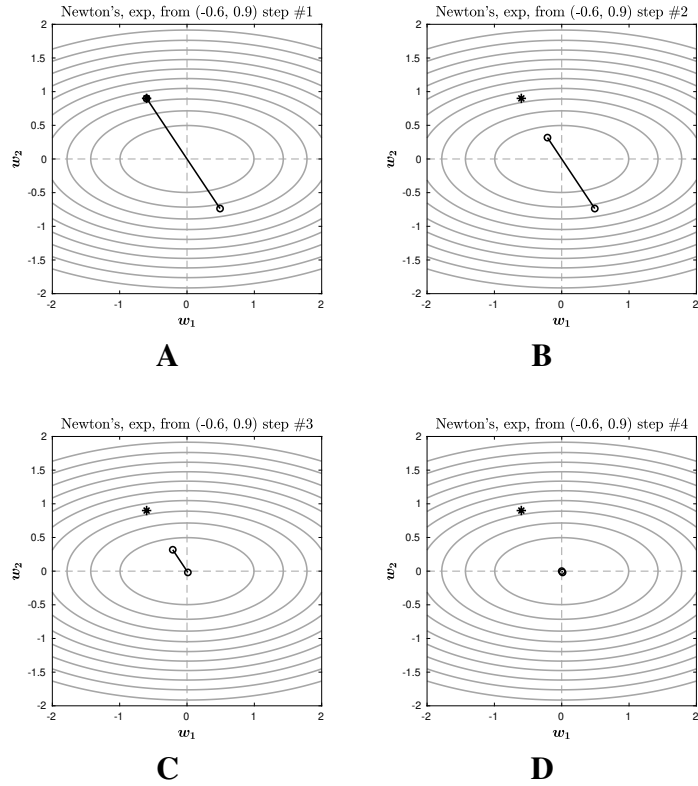 Newton's, exp, from (-0.6, 0.9) step #1
2
1.5
1
0.5
0
-0.5
-1
-1.5
-2
w₂
-2 -1 0 1 2
w₁
A
Newton's, exp, from (-0.6, 0.9) step #2
2
1.5
1
0.5
0
-0.5
-1
-1.5
-2
w₂
-2 -1 0 1 2
w₁
B
Newton's, exp, from (-0.6, 0.9) step #3
2
1.5
1
0.5
0
-0.5
-1
-1.5
-2
w₂
-2 -1 0 1 2
w₁
C
Newton's, exp, from (-0.6, 0.9) step #4
2
1.5
1
0.5
0
-0.5
-1
-1.5
-2
w₂
-2 -1 0 1 2
w₁
D